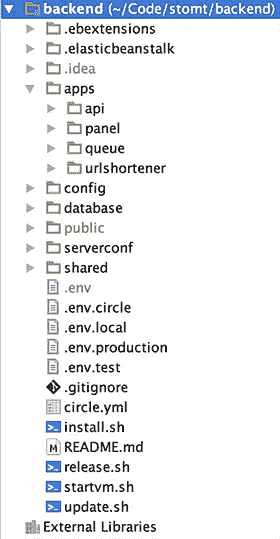 backend (~/Code/stomt/backend)
.ebextensions
.elasticbeanstalk
.idea
apps
api
panel
queue
urlshortener
config
database
public
serverconf
shared
.env
.env.circle
.env.local
.env.production
.env.test
.gitignore
circle.yml
install.sh
README.md
release.sh
startvm.sh
update.sh
External Libraries